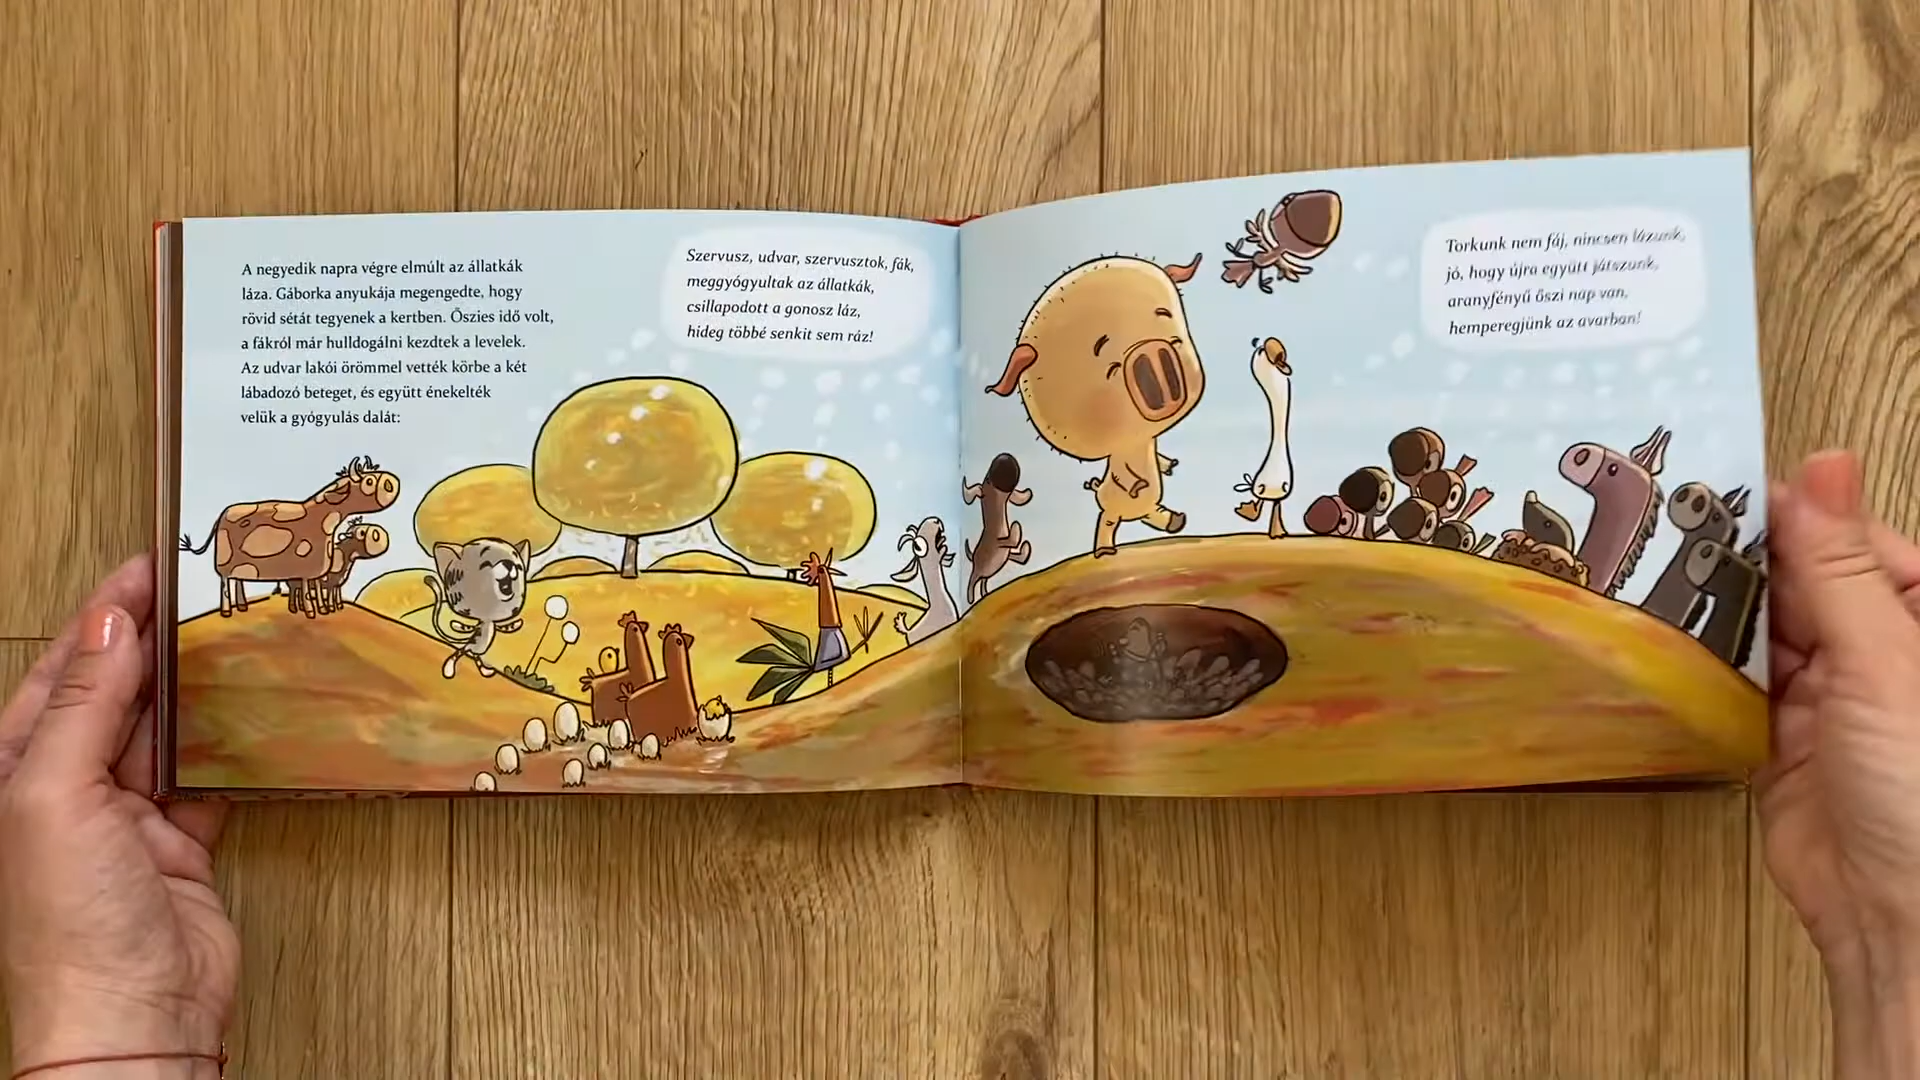 A negyedik napra végre elmúlt az állatkák
láza. Gáborka anyukája megengedte, hogy
rövid sétát tegyenek a kertben. Őszies idő volt,
a fákról már hulldogálni kezdtek a levelek.
Az udvar lakói örömmel vették körbe a két
lábadozó beteget, és együtt énekelték
velük a gyógyulás dalát:
Szervusz, udvar, szervusztok, fák,
meggyógyultak az állatkák,
csillapodott a gonosz láz,
hideg többé senkit sem ráz!
Torkunk nem fáj, nincsen lázunk,
jó, hogy újra együtt játszunk,
aranyfényű őszi nap van,
hemperegjünk az avarban!